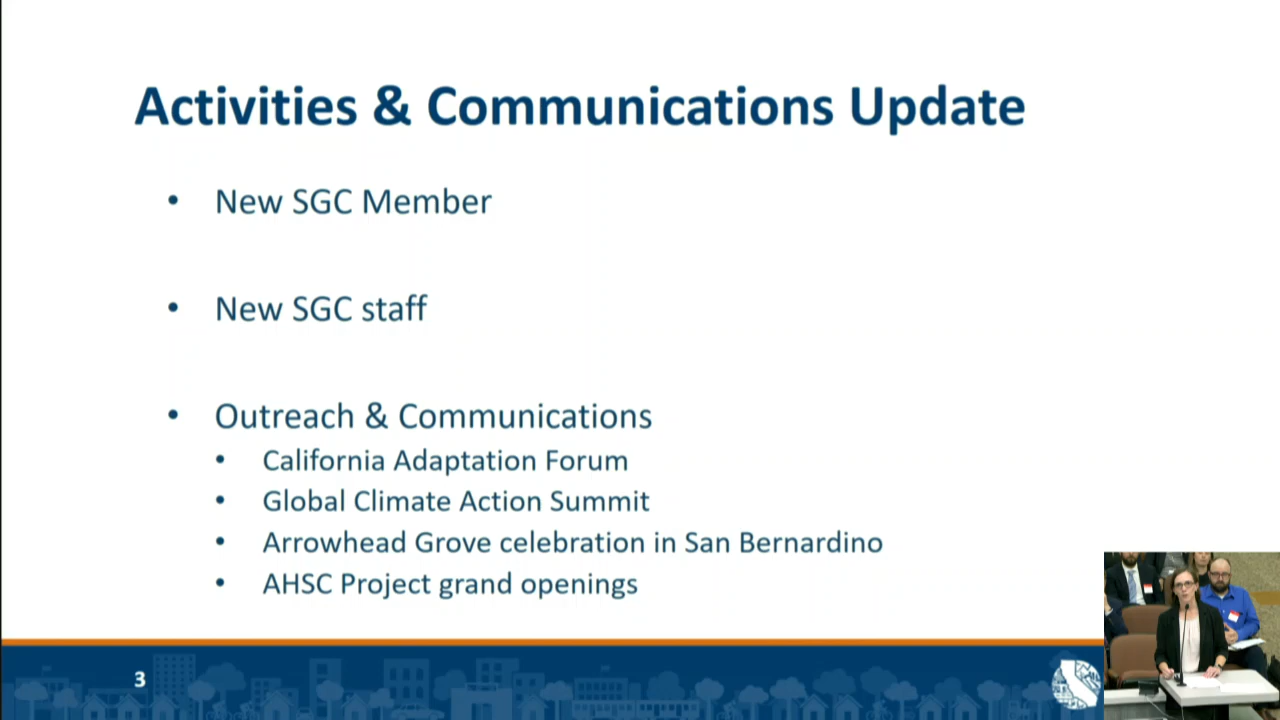 Activities & Communications Update
• New SGC Member
• New SGC staff
• Outreach & Communications
• California Adaptation Forum
• Global Climate Action Summit
• Arrowhead Grove celebration in San Bernardino
• AHSC Project grand openings
3